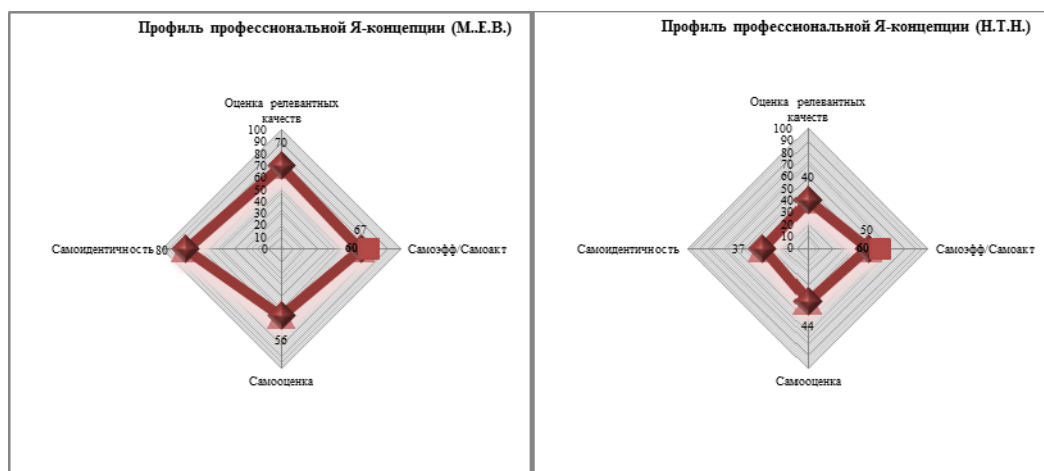 Профиль профессиональной Я-концепции (М..Е.В.)
Оценка релевантных
качеств
100
90
80
70
60
50
40
30
20
10
0
70
67
60
Самоэфф/Самоакт
Самоидентичность
80
56
Самооценка
Профиль профессиональной Я-концепции (Н.Т.Н.)
Оценка релевантных
качеств
100
90
80
70
60
50
40
30
20
10
0
40
50
60
Самоэфф/Самоакт
Самоидентичность
37
44
Самооценка